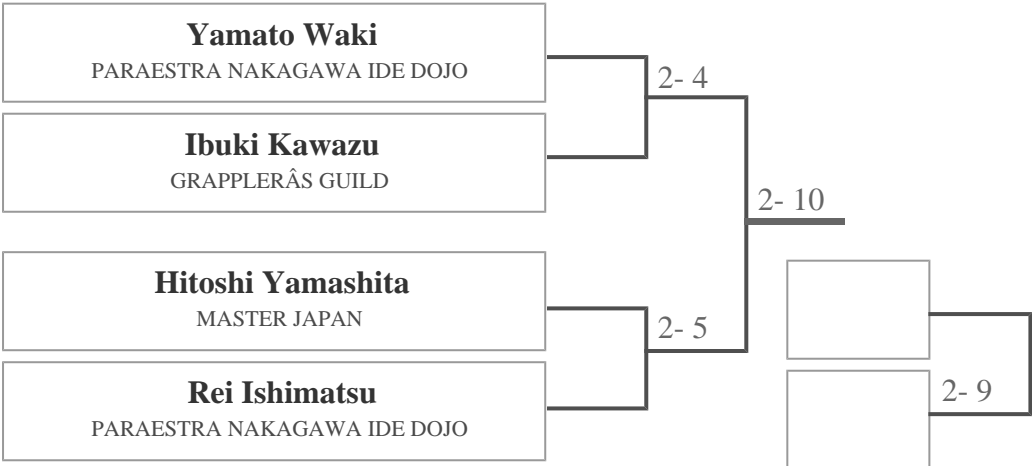 Yamato Waki
PARAESTRA NAKAGAWA IDE DOJO
2- 4
Ibuki Kawazu
GRAPPLERÂS GUILD
2- 10
Hitoshi Yamashita
MASTER JAPAN
2- 5
Rei Ishimatsu
PARAESTRA NAKAGAWA IDE DOJO
2- 9